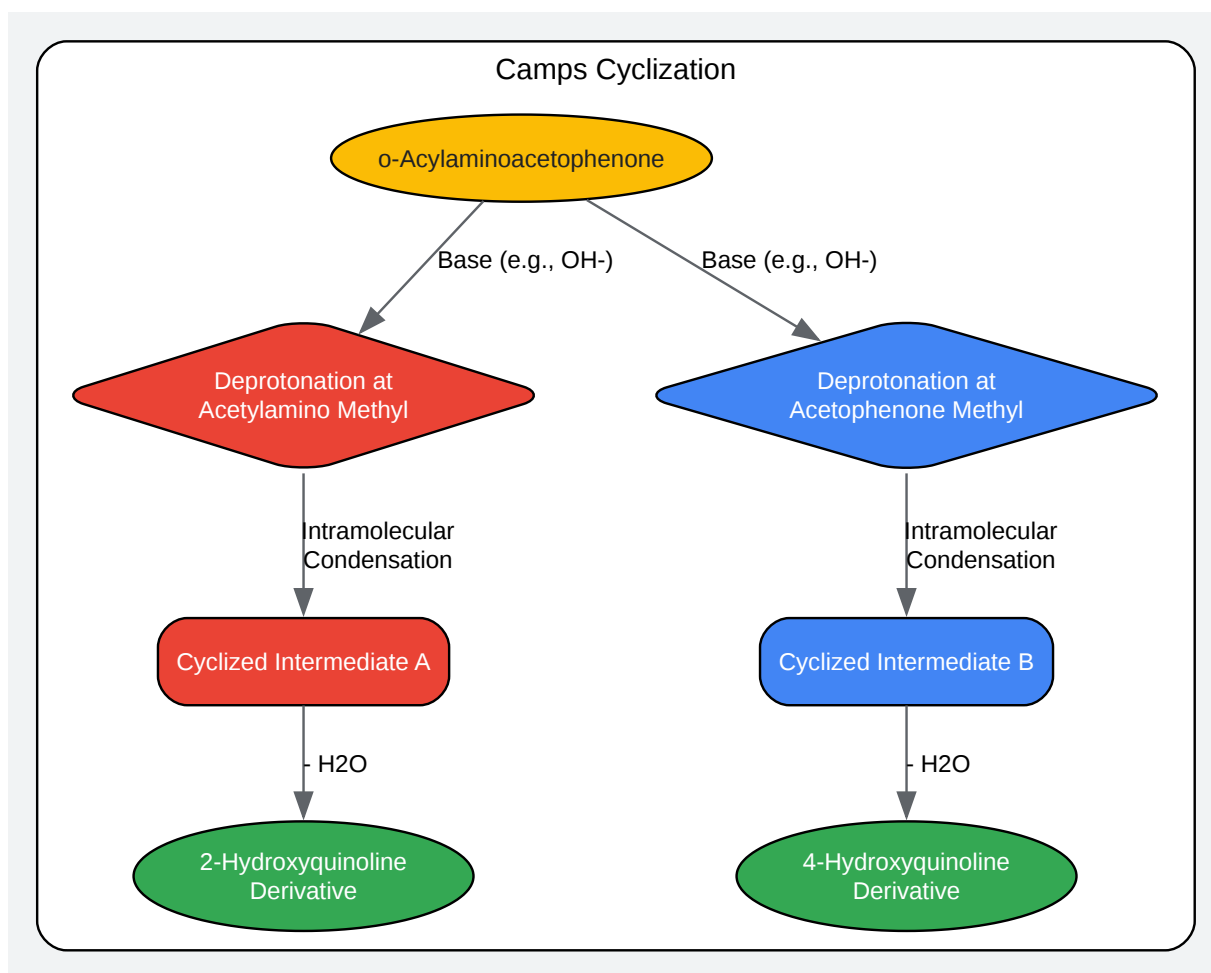 Camps Cyclization
o-Acylaminoacetophenone
Base (e.g., OH-)
Base (e.g., OH-)
Deprotonation at
Acetylamino Methyl
Deprotonation at
Acetophenone Methyl
Intramolecular
Condensation
Intramolecular
Condensation
Cyclized Intermediate A
Cyclized Intermediate B
- H2O
- H2O
2-Hydroxyquinoline
Derivative
4-Hydroxyquinoline
Derivative